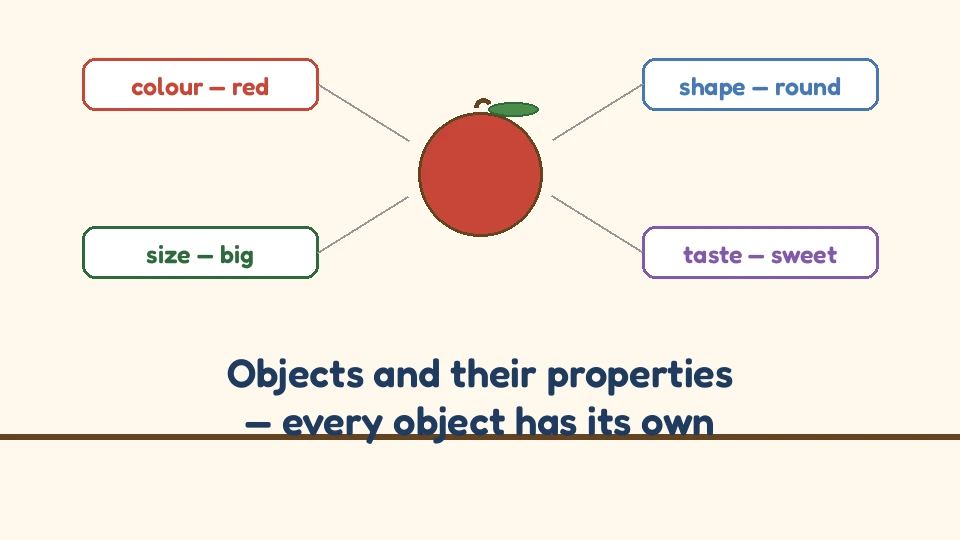 colour — red
shape — round
size — big
taste — sweet
Objects and their properties
— every object has its own